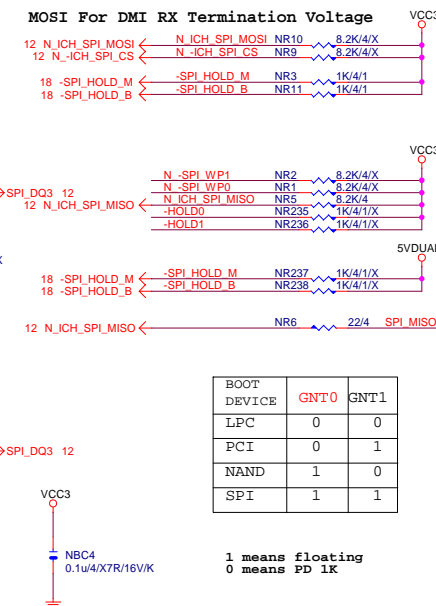 MOSI For DMI RX Termination Voltage
VCC3
12 N_ICH_SPI_MOSI N_ICH_SPI_MOSI NR10 8.2K/4/X
12 N_-ICH_SPI_CS N_-ICH_SPI_CS NR9 8.2K/4/X
18 -SPI_HOLD_M -SPI_HOLD_M NR3 1K/4/1
18 -SPI_HOLD_B -SPI_HOLD_B NR11 1K/4/1
VCC3
N_-SPI_WP1 NR2 8.2K/4/X
N_-SPI_WP0 NR1 8.2K/4/X
SPI_DQ3 12
12 N_ICH_SPI_MISO N_ICH_SPI_MISO NR5 8.2K/4
-HOLD0 NR235 1K/4/1/X
-HOLD1 NR236 1K/4/1/X
5VDUAL
18 -SPI_HOLD_M -SPI_HOLD_M NR237 1K/4/1/X
18 -SPI_HOLD_B -SPI_HOLD_B NR238 1K/4/1/X
12 N_ICH_SPI_MISO NR6 22/4 SPI_MISO
BOOT DEVICE GNT0 GNT1
LPC 0 0
PCI 0 1
NAND 1 0
SPI 1 1
SPI_DQ3 12
VCC3
NBC4
0.1u/4/X7R/16V/K
1 means floating
0 means PD 1K